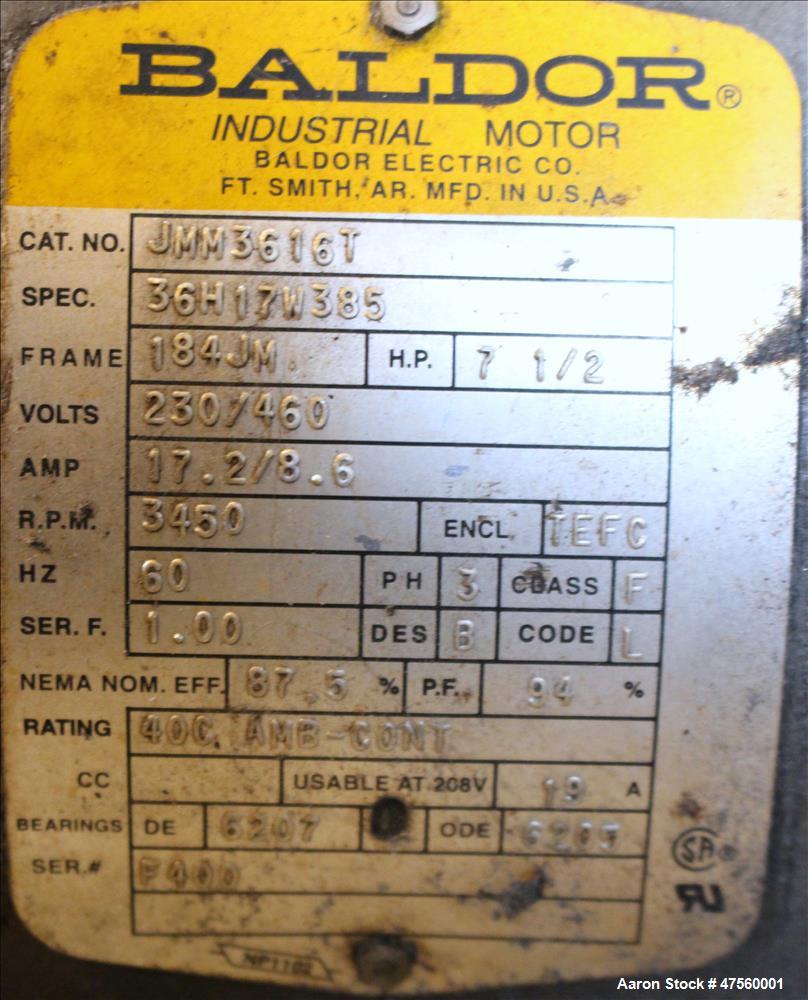 BALDOR®
INDUSTRIAL MOTOR
BALDOR ELECTRIC CO.
FT. SMITH, AR. MFD. IN U.S.A.
CAT. NO. JMM3616T
SPEC. 36H17W385
FRAME 184JM H.P. 7 1/2
VOLTS 230/460
AMP 17.2/8.6
R.P.M. 3450 ENCL. TEFC
HZ 60 PH 3 CLASS F
SER. F. 1.00 DES B CODE L
NEMA NOM. EFF. 87.5 % P.F. 94 %
RATING 40C AMB-CONT
CC USABLE AT 208V 19 A
BEARINGS DE 6207 ODE
SER.# F400
Aaron Stock # 47560001